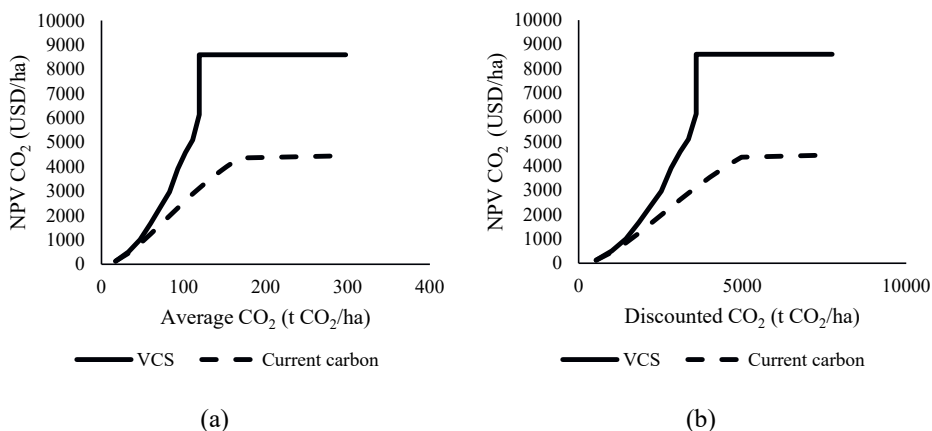 10000
9000
8000
7000
6000
5000
4000
3000
2000
1000
0
NPV CO₂ (USD/ha)
0 100 200 300 400
Average CO₂ (t CO₂/ha)
VCS Current carbon
(a)
10000
9000
8000
7000
6000
5000
4000
3000
2000
1000
0
NPV CO₂ (USD/ha)
0 5000 10000
Discounted CO₂ (t CO₂/ha)
VCS Current carbon
(b)